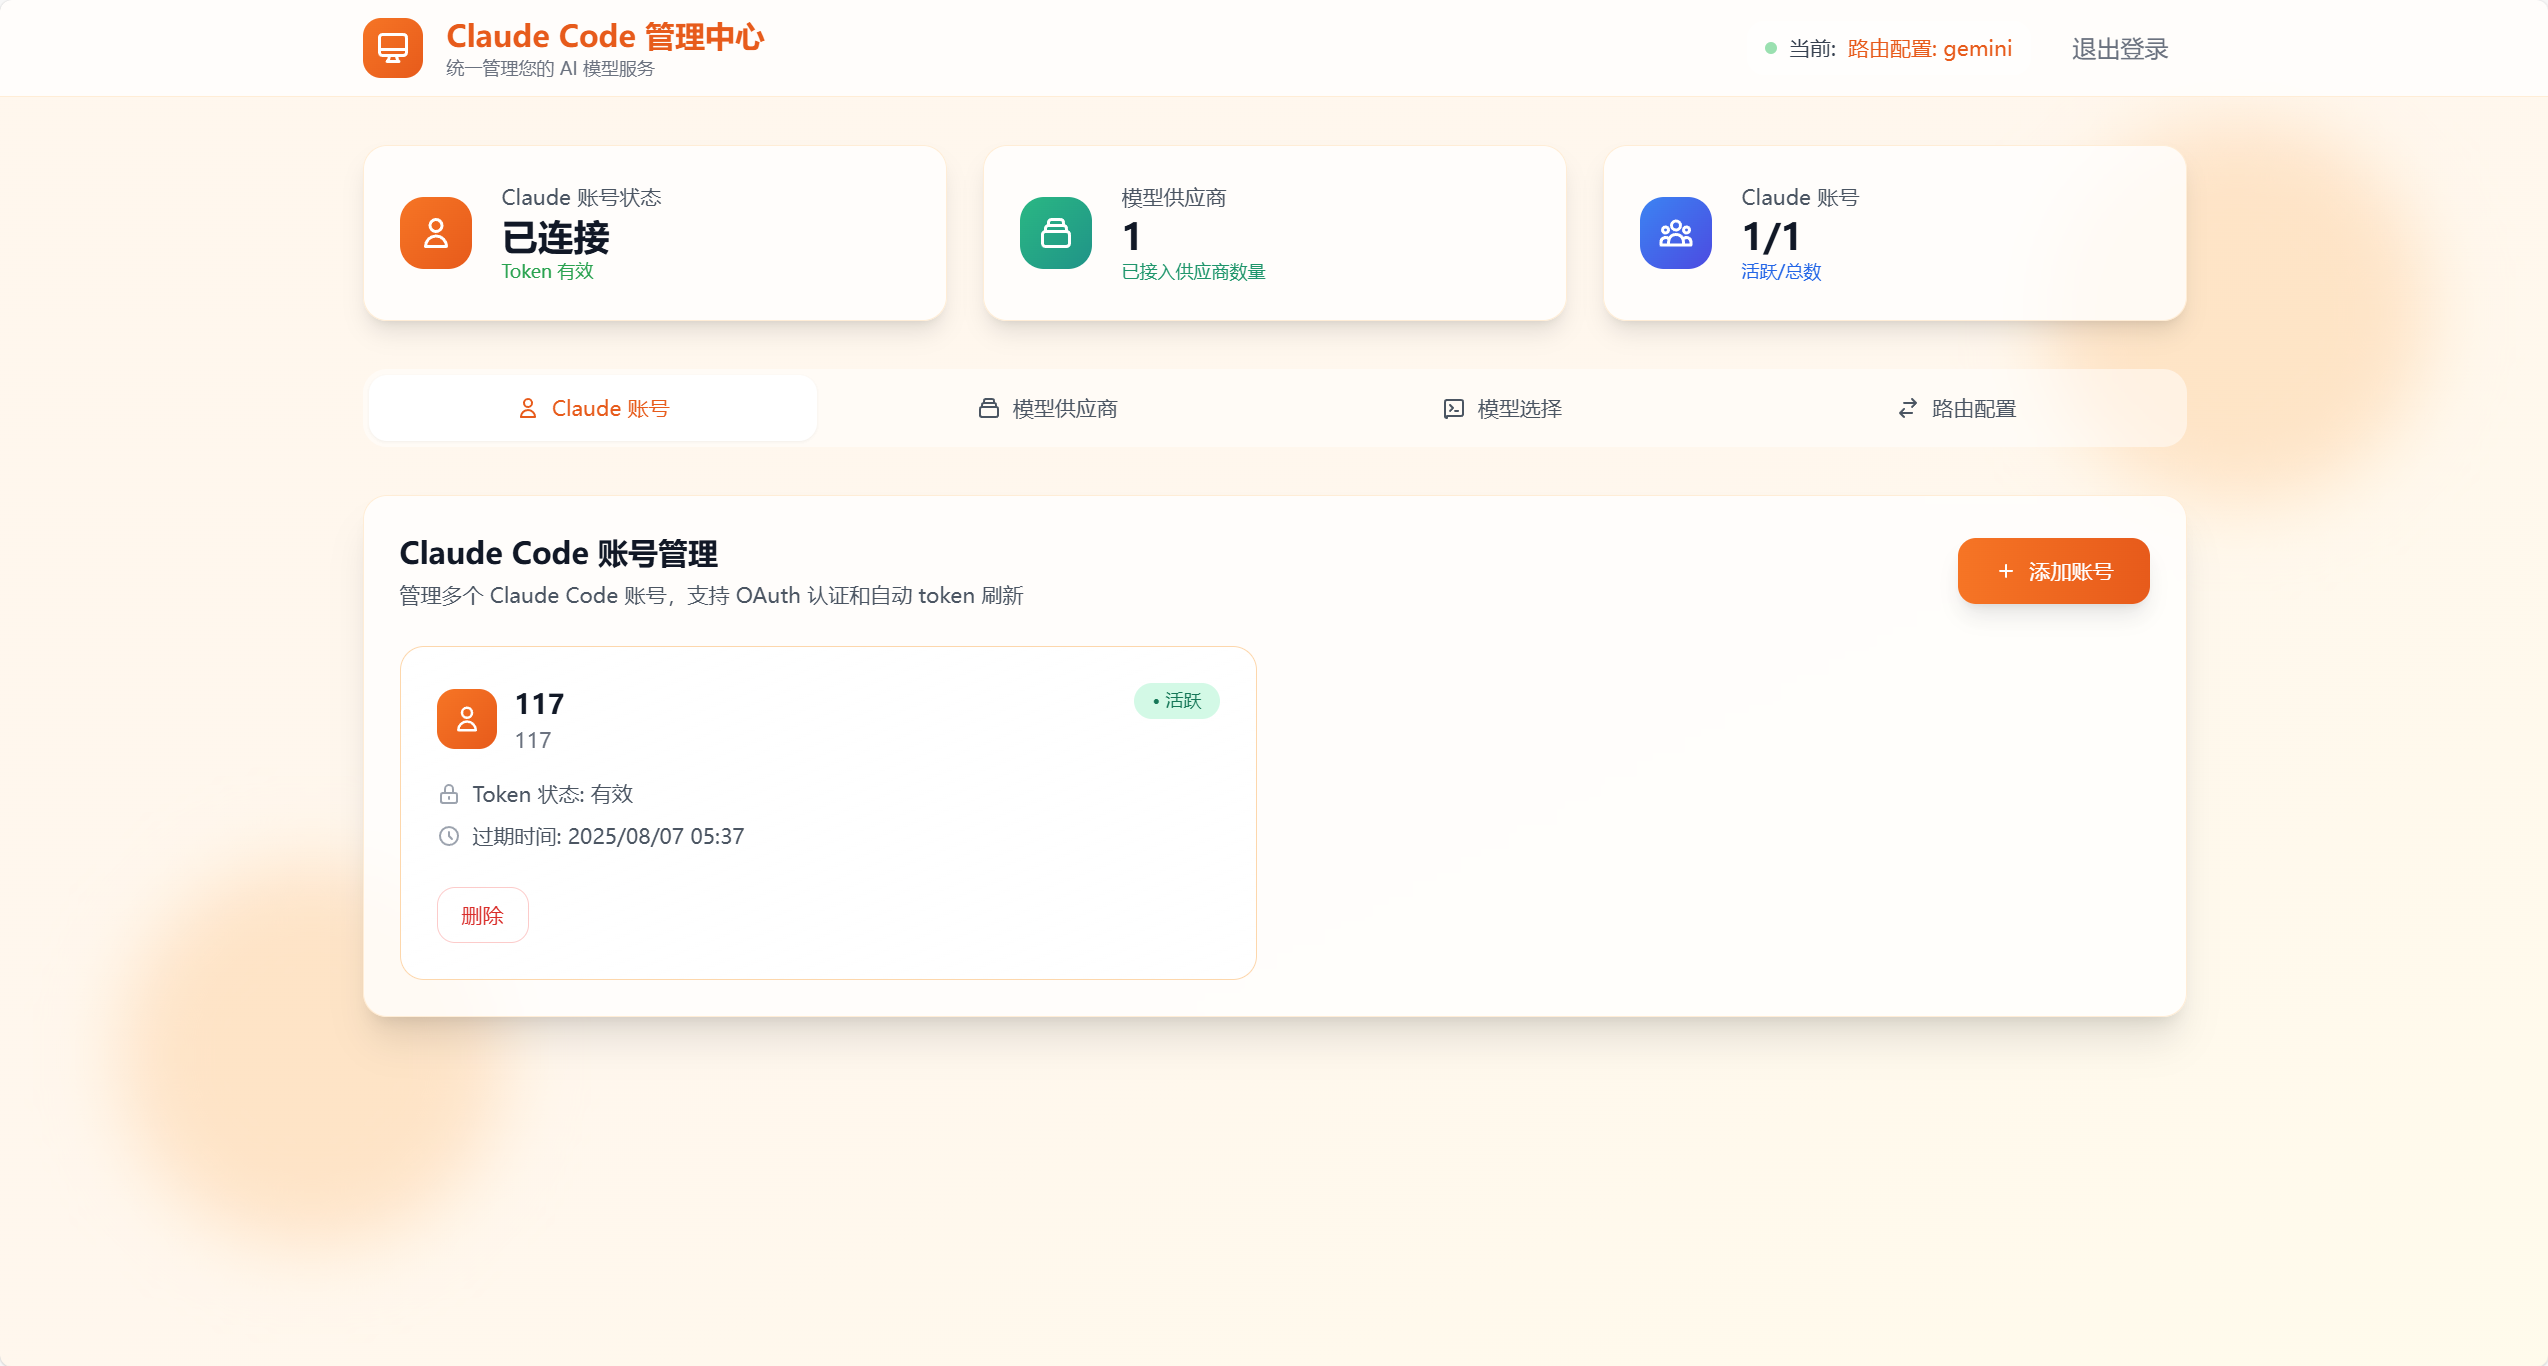 Claude Code 管理中心
统一管理您的 AI 模型服务
当前: 路由配置: gemini
退出登录
Claude 账号状态
已连接
Token 有效
模型供应商
1
已接入供应商数量
Claude 账号
1/1
活跃/总数
Claude 账号
模型供应商
模型选择
路由配置
Claude Code 账号管理
管理多个 Claude Code 账号，支持 OAuth 认证和自动 token 刷新
+ 添加账号
117
• 活跃
117
Token 状态: 有效
过期时间: 2025/08/07 05:37
删除